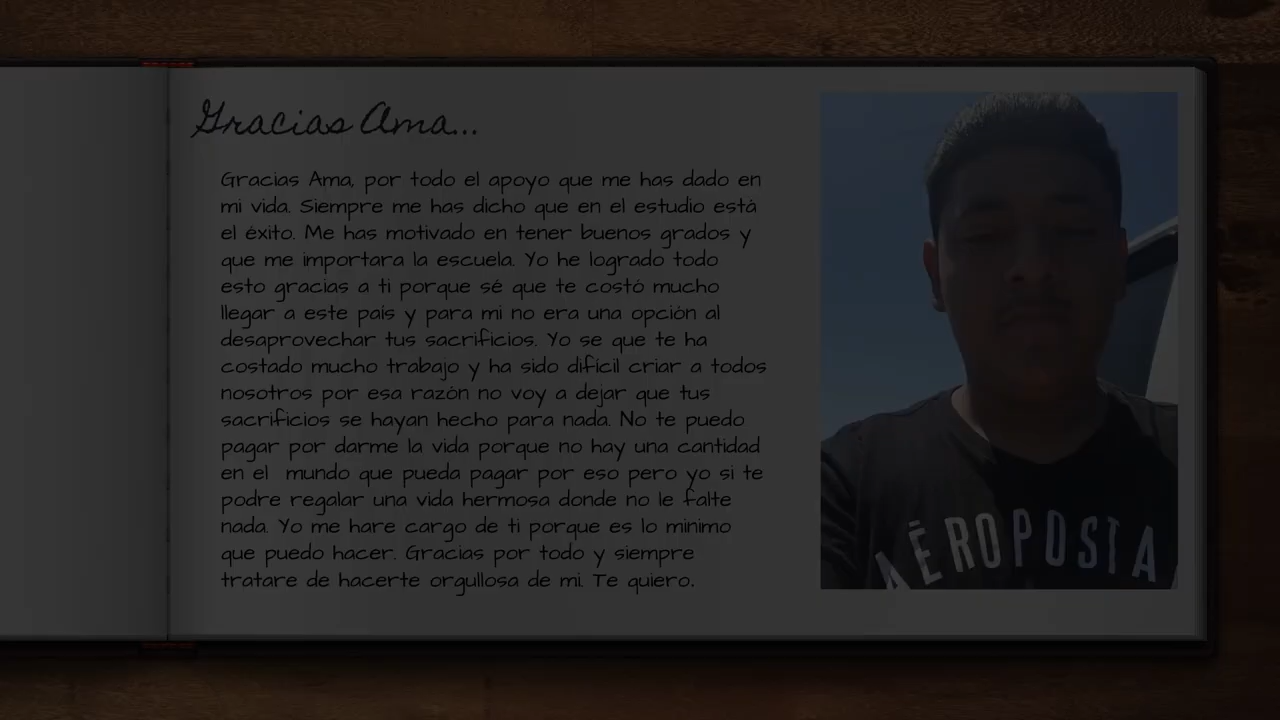 Gracias Ama...
Gracias Ama, por todo el apoyo que me has dado en
mi vida. Siempre me has dicho que en el estudio está
el éxito. Me has motivado en tener buenos grados y
que me importara la escuela. Yo he logrado todo
esto gracias a ti porque sé que te costó mucho
llegar a este país y para mi no era una opción al
desaprovechar tus sacrificios. Yo se que te ha
costado mucho trabajo y ha sido difícil criar a todos
nosotros por esa razón no voy a dejar que tus
sacrificios se hayan hecho para nada. No te puedo
pagar por darme la vida porque no hay una cantidad
en el  mundo que pueda pagar por eso pero yo si te
podre regalar una vida hermosa donde no le falte
nada. Yo me hare cargo de ti porque es lo minimo
que puedo hacer. Gracias por todo y siempre
tratare de hacerte orgullosa de mi. Te quiero.
AÉROPOSTA